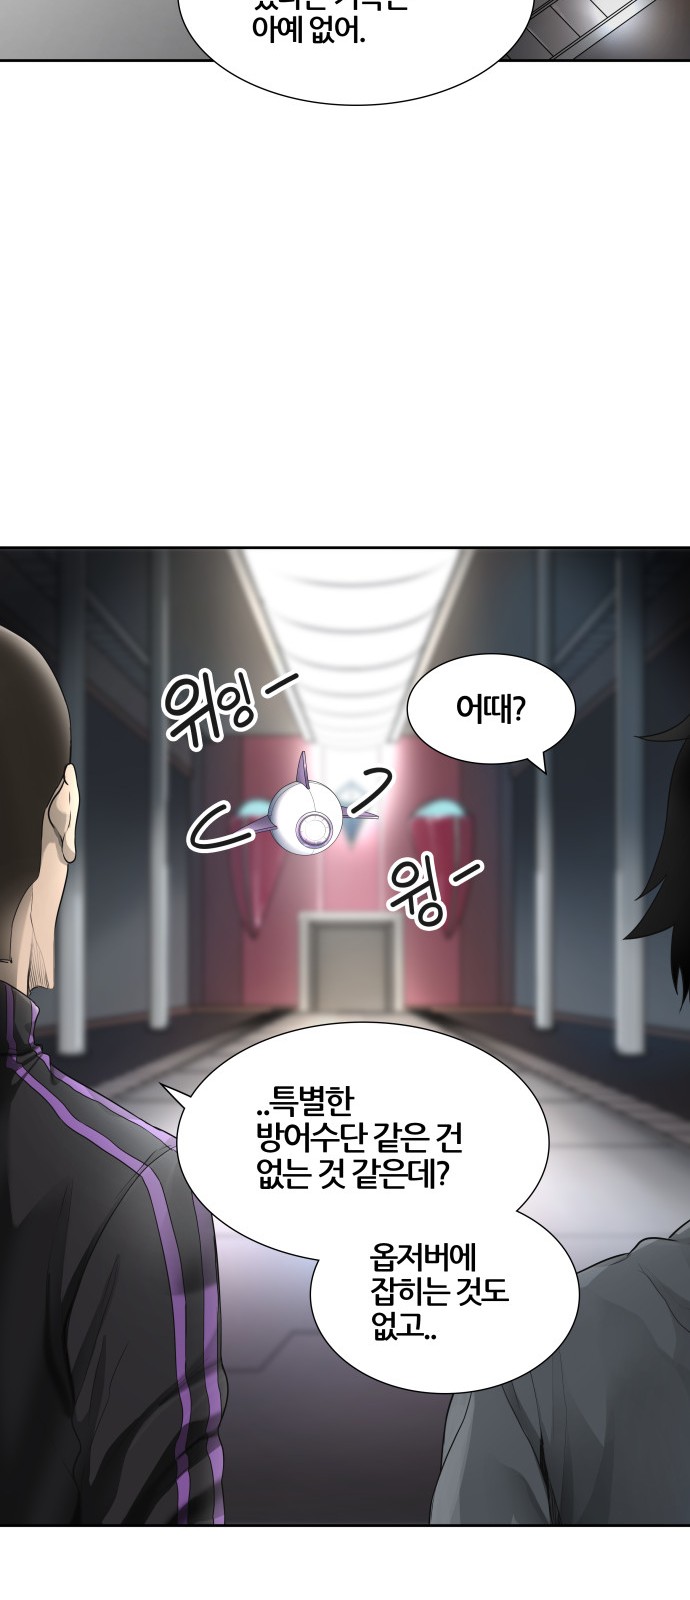 아예 없어.
위잉-
어때?
윙-
..특별한
방어수단 같은 건
없는 것 같은데?
옵저버에
잡히는 것도
없고..